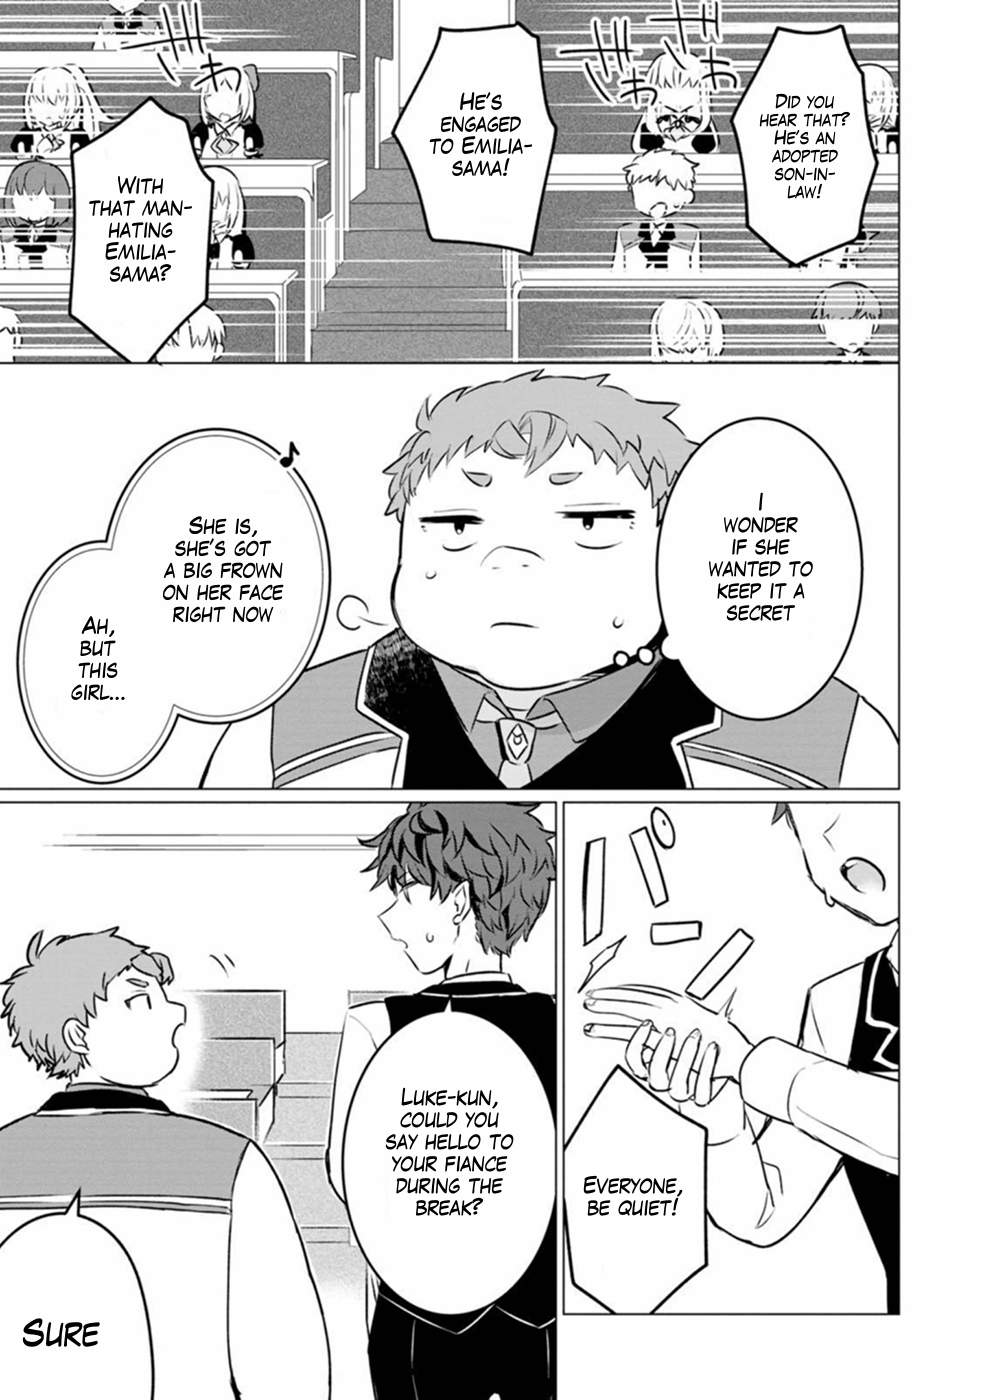 DID YOU
HEAR THAT?
HE'S AN
ADOPTED
SON-IN-
LAW!
HE'S
ENGAGED
TO EMILIA-
SAMA!
WITH
THAT MAN-
HATING
EMILIA-
SAMA?
I
WONDER
IF SHE
WANTED TO
KEEP IT A
SECRET
SHE IS,
SHE'S GOT
A BIG FROWN
ON HER FACE
RIGHT NOW
AH,
BUT
THIS
GIRL...
EVERYONE,
BE QUIET!
LUKE-KUN,
COULD YOU
SAY HELLO TO
YOUR FIANCE
DURING THE
BREAK?
SURE